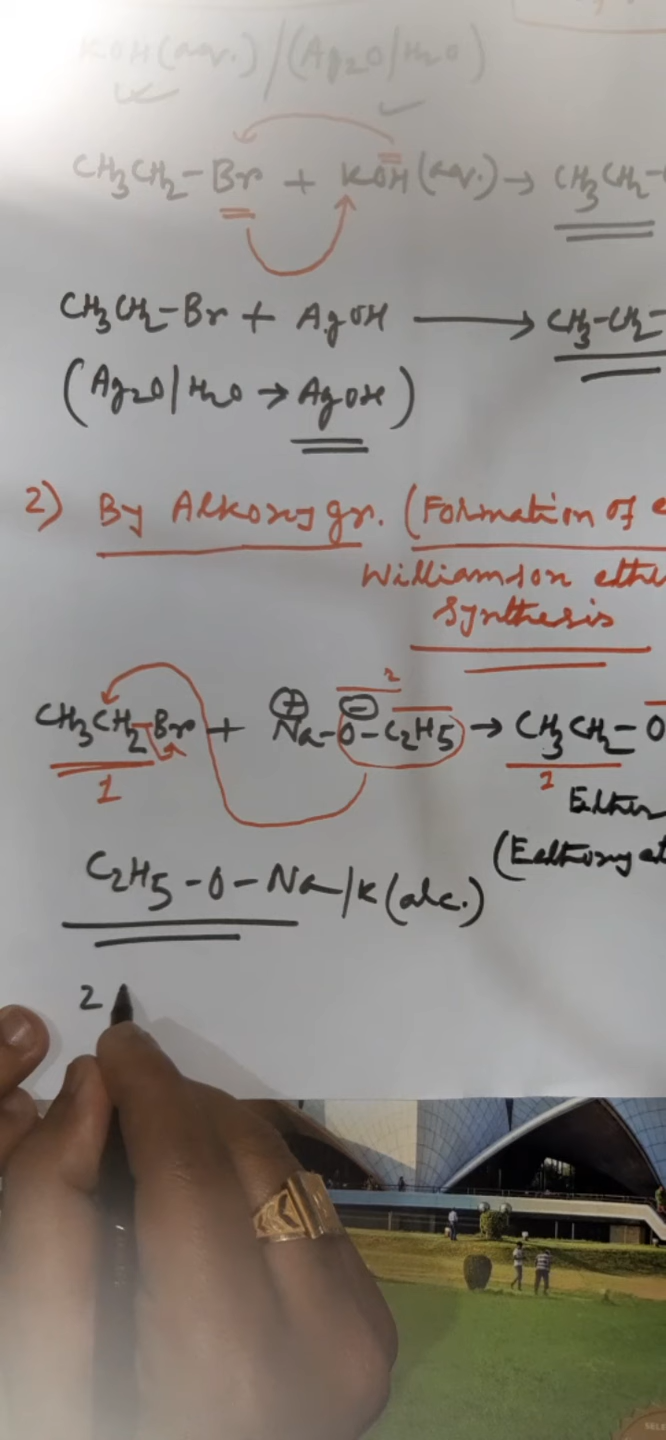 KOH(aq.)/(Ag2O/H2O)
CH3CH2-Br + KOH(aq.) → CH3CH2-
CH3CH2-Br + AgOH → CH3-CH2-
(Ag2O/H2O → AgOH)
2) By Alkoxy gr. (Formation of e
Williamson ethe
Synthesis
2
CH3CH2-Br + Na-O-C2H5 → CH3CH2-O
⊕ ⊖
1
2
Ether
C2H5-O-Na/K(alc.)
2